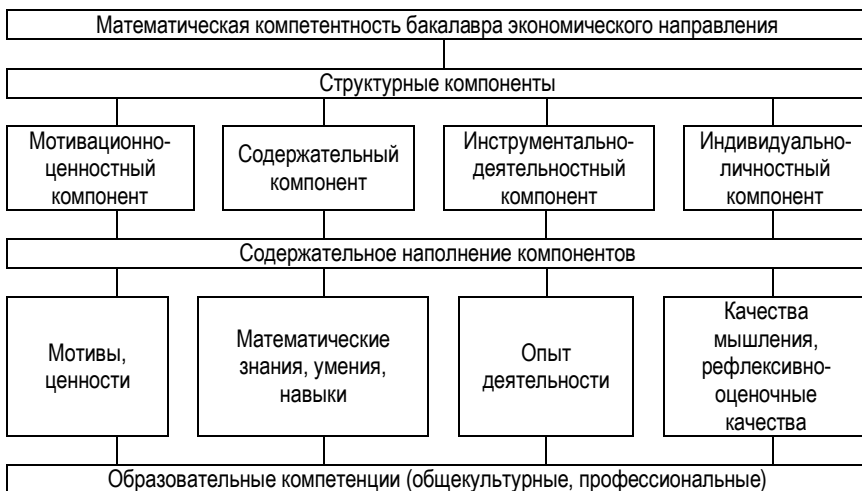 Математическая компетентность бакалавра экономического направления
Структурные компоненты
Мотивационно-
ценностный
компонент
Содержательный
компонент
Инструментально-
деятельностный
компонент
Индивидуально-
личностный
компонент
Содержательное наполнение компонентов
Мотивы,
ценности
Математические
знания, умения,
навыки
Опыт
деятельности
Качества
мышления,
рефлексивно-
оценочные
качества
Образовательные компетенции (общекультурные, профессиональные)